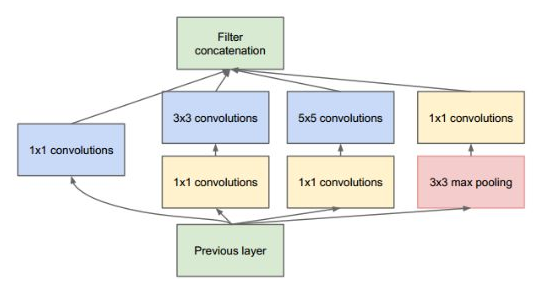 Filter
concatenation
3x3 convolutions
5x5 convolutions
1x1 convolutions
1x1 convolutions
1x1 convolutions
1x1 convolutions
3x3 max pooling
Previous layer